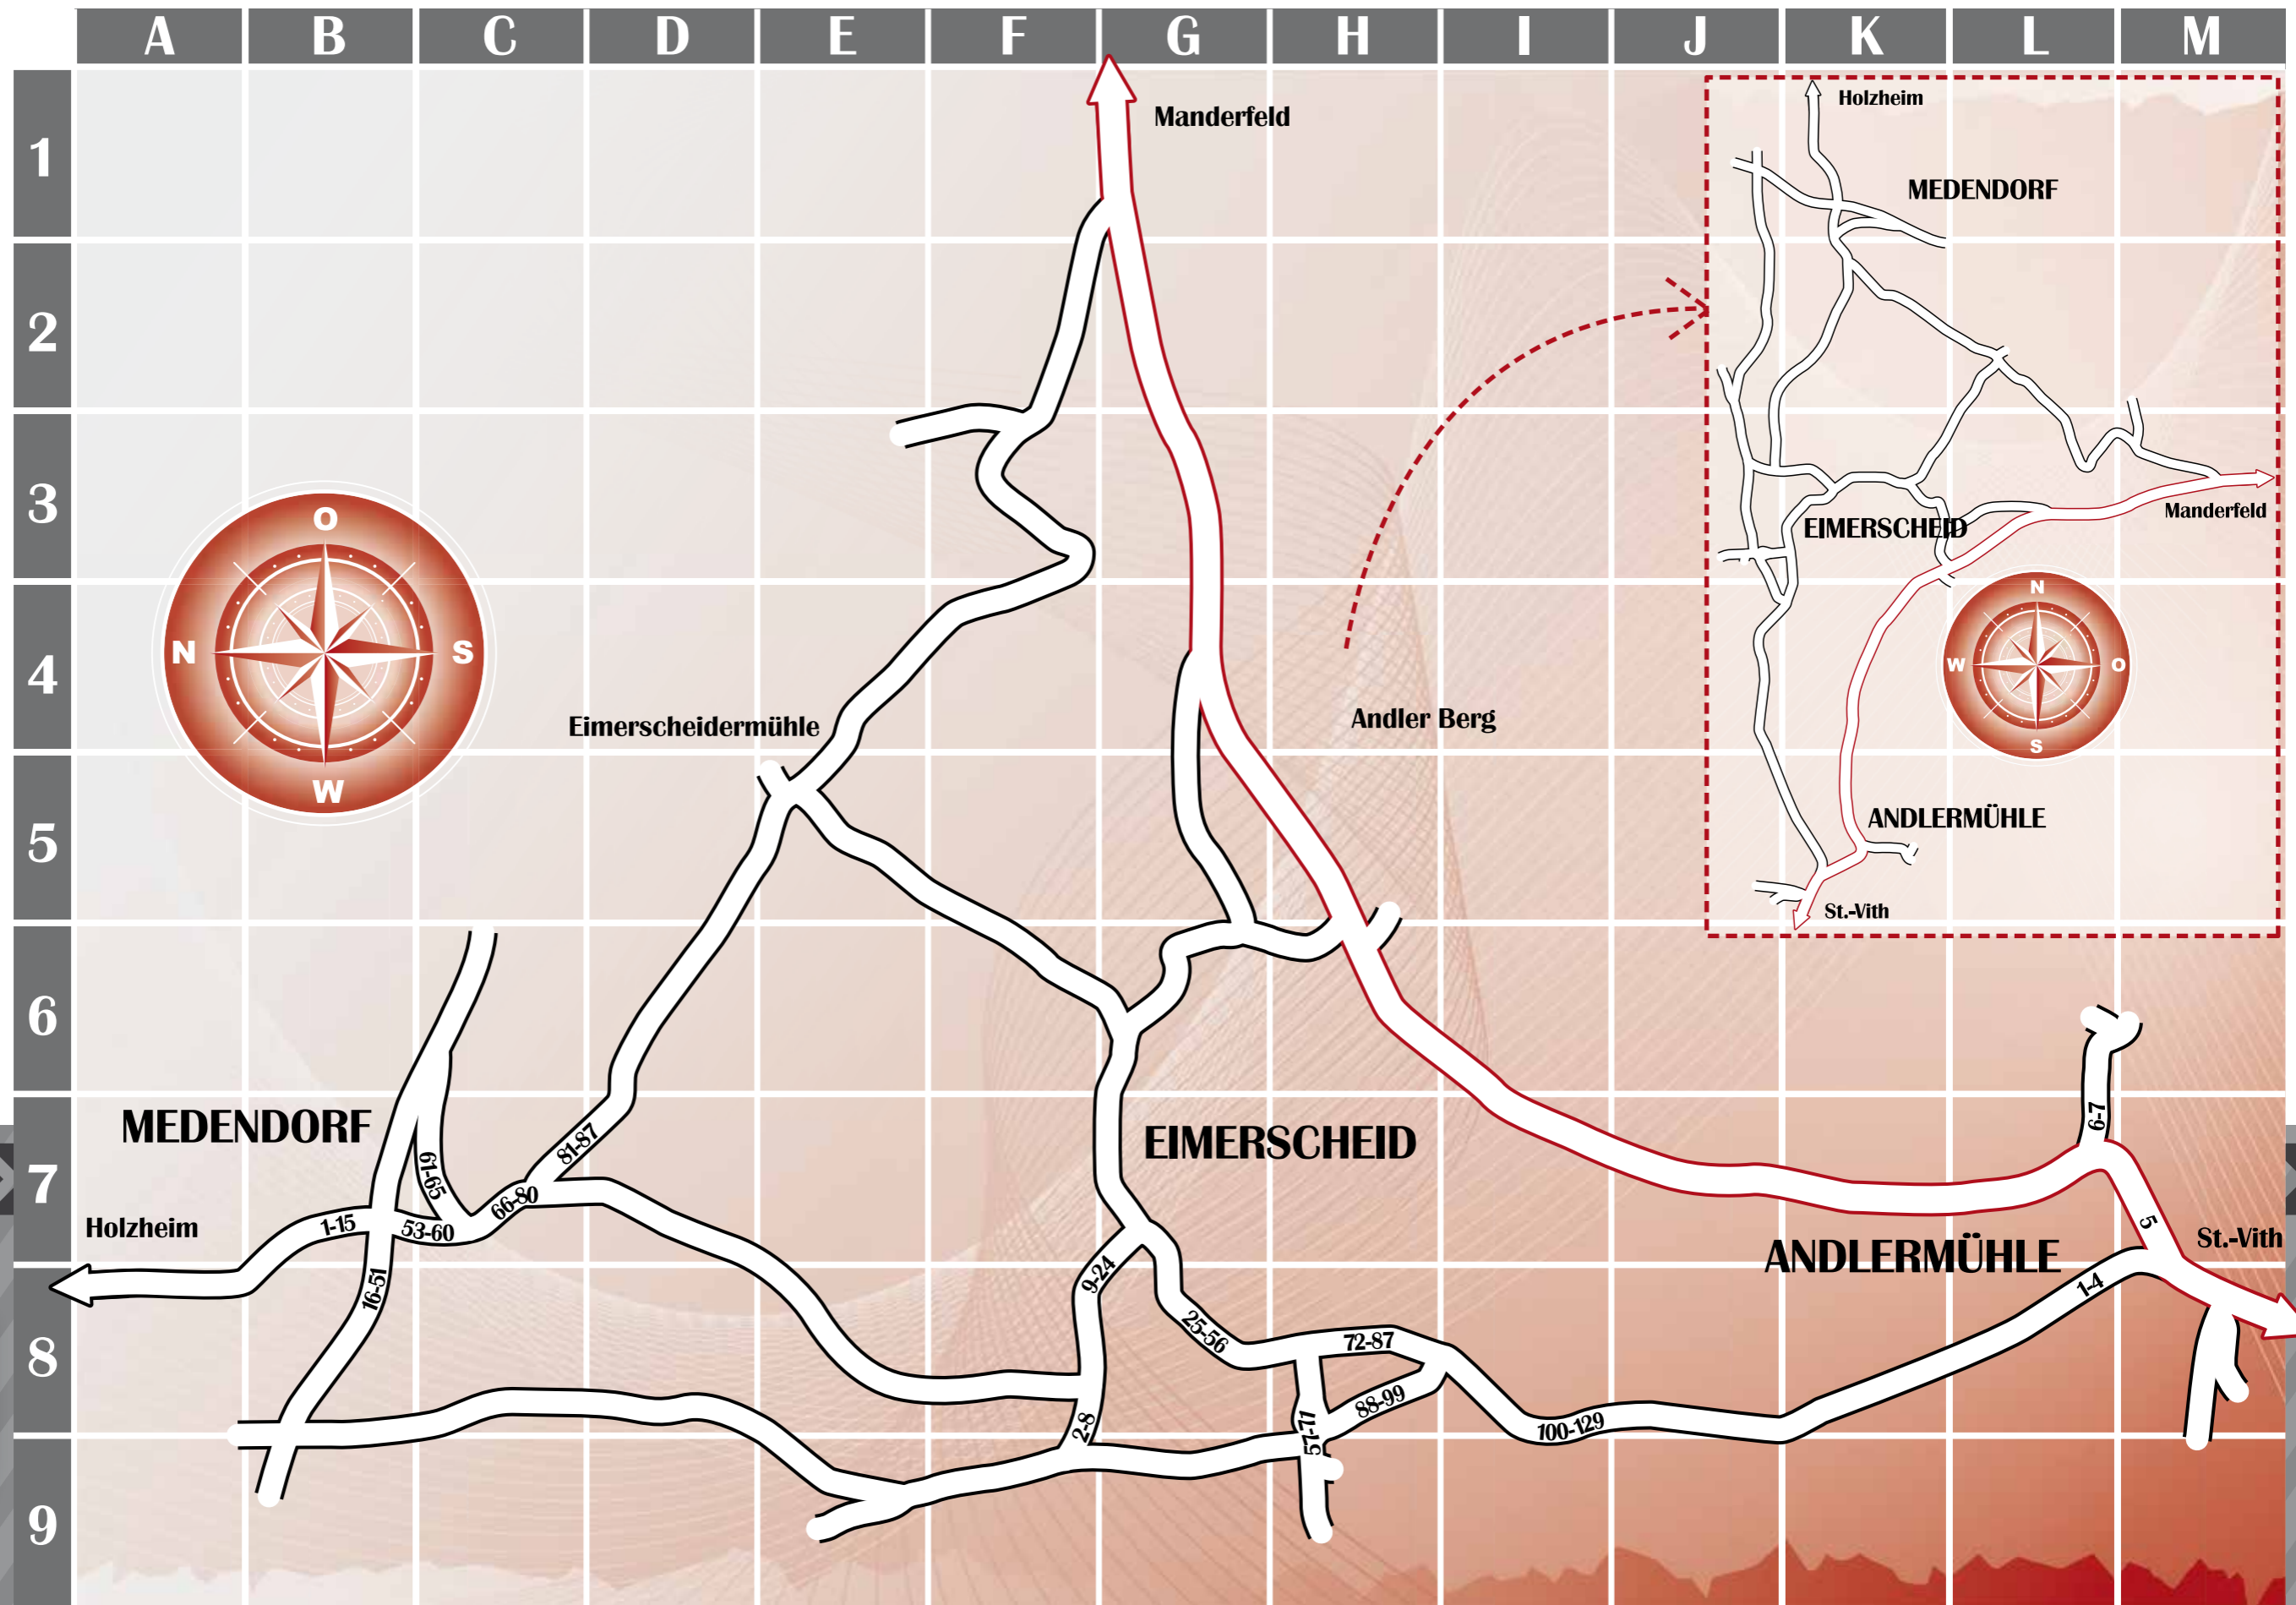 A B C D E F G H I J K L M
1
2
3
4
5
6
7
8
9
Manderfeld
Holzheim
MEDENDORF
EIMERSCHEID
Manderfeld
N
W O
S
ANDLERMÜHLE
St.-Vith
O
N S
W
Eimerscheidermühle
Andler Berg
MEDENDORF
EIMERSCHEID
ANDLERMÜHLE
Holzheim
St.-Vith
1-15
16-51
53-60
61-65
66-80
81-87
2-8
9-24
25-56
57-71
72-87
88-99
100-129
1-4
5
6-7